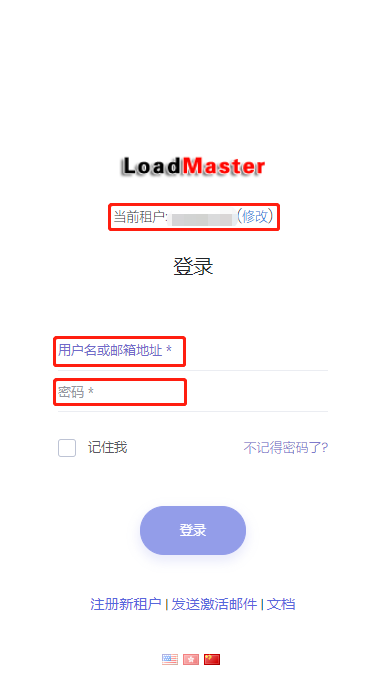 LoadMaster
当前租户: (修改)
登录
用户名或邮箱地址 *
密码 *
记住我 不记得密码了?
登录
注册新租户 | 发送激活邮件 | 文档